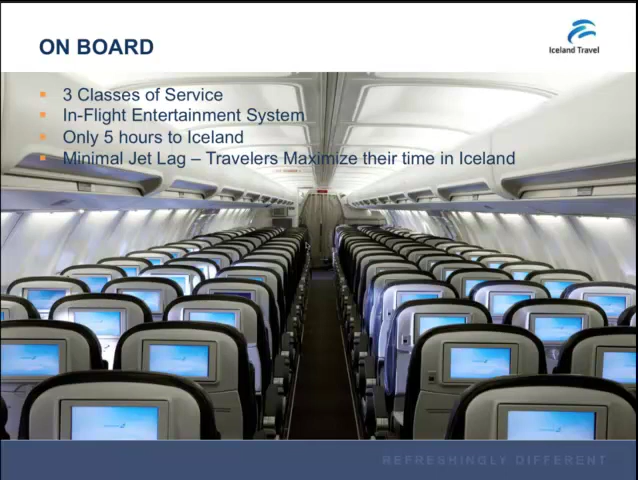 ON BOARD
Iceland Travel
3 Classes of Service
In-Flight Entertainment System
Only 5 hours to Iceland
Minimal Jet Lag – Travelers Maximize their time in Iceland
REFRESHINGLY DIFFERENT